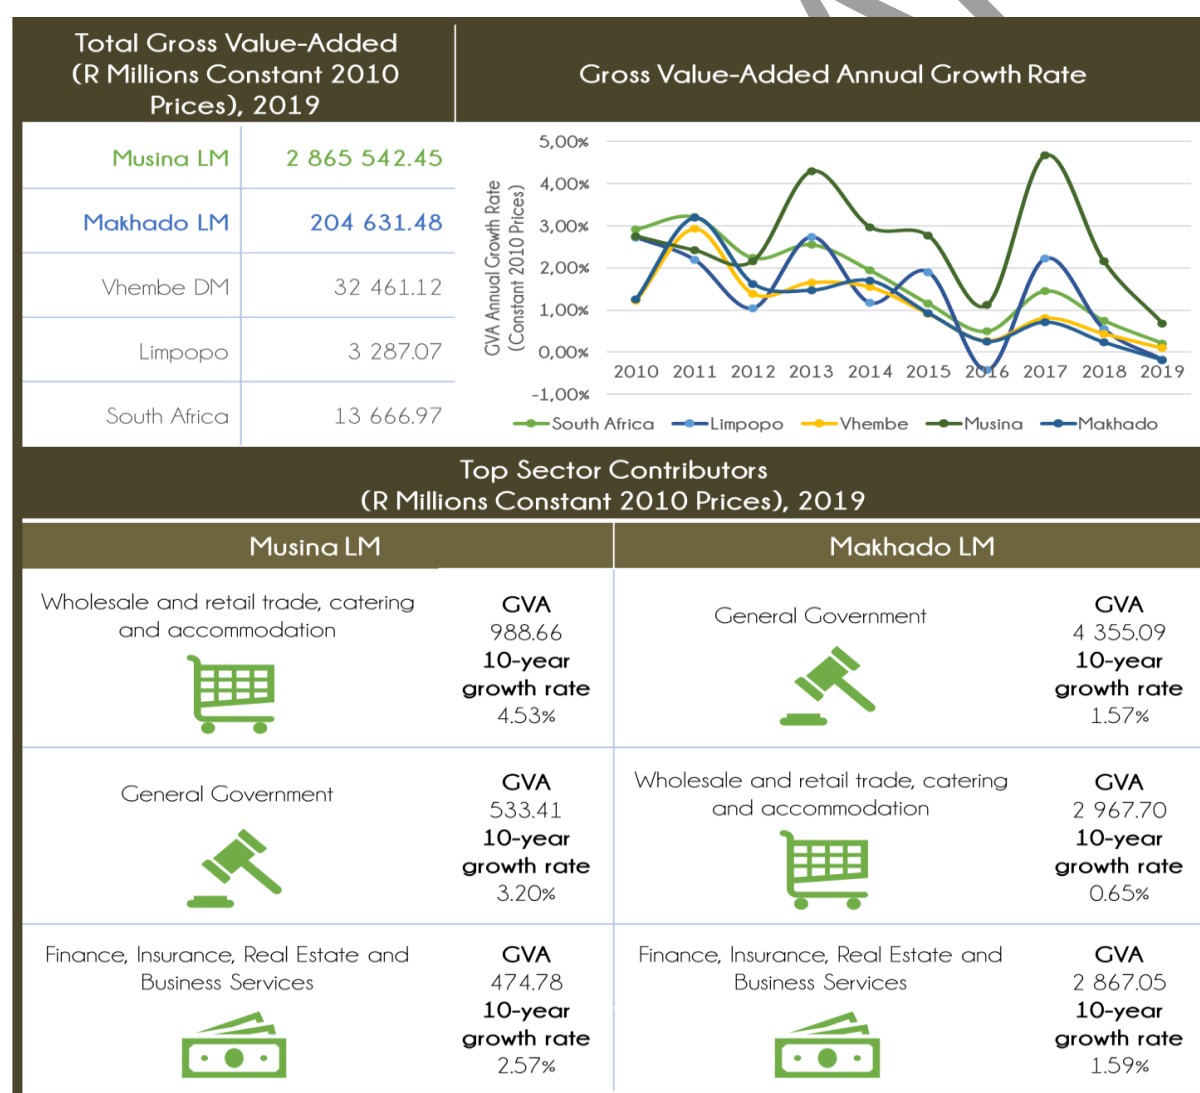 Total Gross Value-Added
(R Millions Constant 2010
Prices), 2019
Gross Value-Added Annual Growth Rate
Musina LM 2 865 542.45
Makhado LM 204 631.48
Vhembe DM 32 461.12
Limpopo 3 287.07
South Africa 13 666.97
GVA Annual Growth Rate
(Constant 2010 Prices)
5,00%
4,00%
3,00%
2,00%
1,00%
0,00%
-1,00%
2010 2011 2012 2013 2014 2015 2016 2017 2018 2019
South Africa Limpopo Vhembe Musina Makhado
Top Sector Contributors
(R Millions Constant 2010 Prices), 2019
Musina LM
Makhado LM
Wholesale and retail trade, catering
and accommodation
GVA
988.66
10-year
growth rate
4.53%
General Government
GVA
4 355.09
10-year
growth rate
1.57%
General Government
GVA
533.41
10-year
growth rate
3.20%
Wholesale and retail trade, catering
and accommodation
GVA
2 967.70
10-year
growth rate
0.65%
Finance, Insurance, Real Estate and
Business Services
GVA
474.78
10-year
growth rate
2.57%
Finance, Insurance, Real Estate and
Business Services
GVA
2 867.05
10-year
growth rate
1.59%